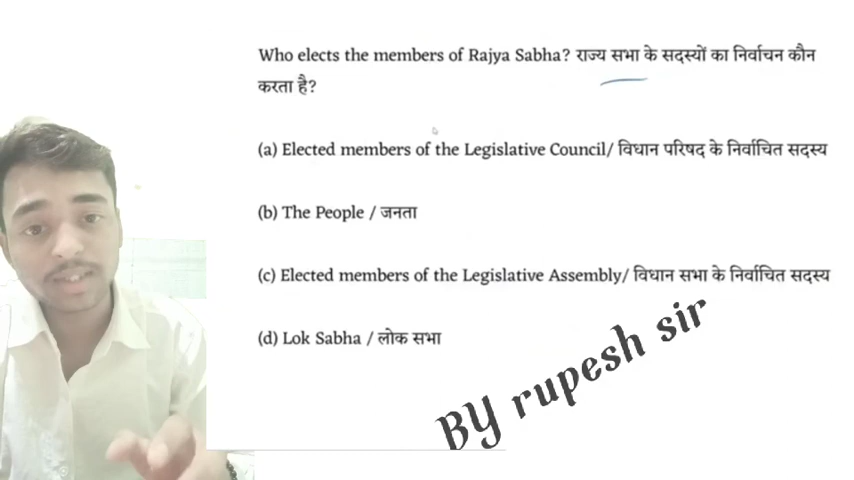 Who elects the members of Rajya Sabha? राज्य सभा के सदस्यों का निर्वाचन कौन
करता है?
(a) Elected members of the Legislative Council/ विधान परिषद के निर्वाचित सदस्य
(b) The People / जनता
(c) Elected members of the Legislative Assembly/ विधान सभा के निर्वाचित सदस्य
(d) Lok Sabha / लोक सभा
BY rupesh sir